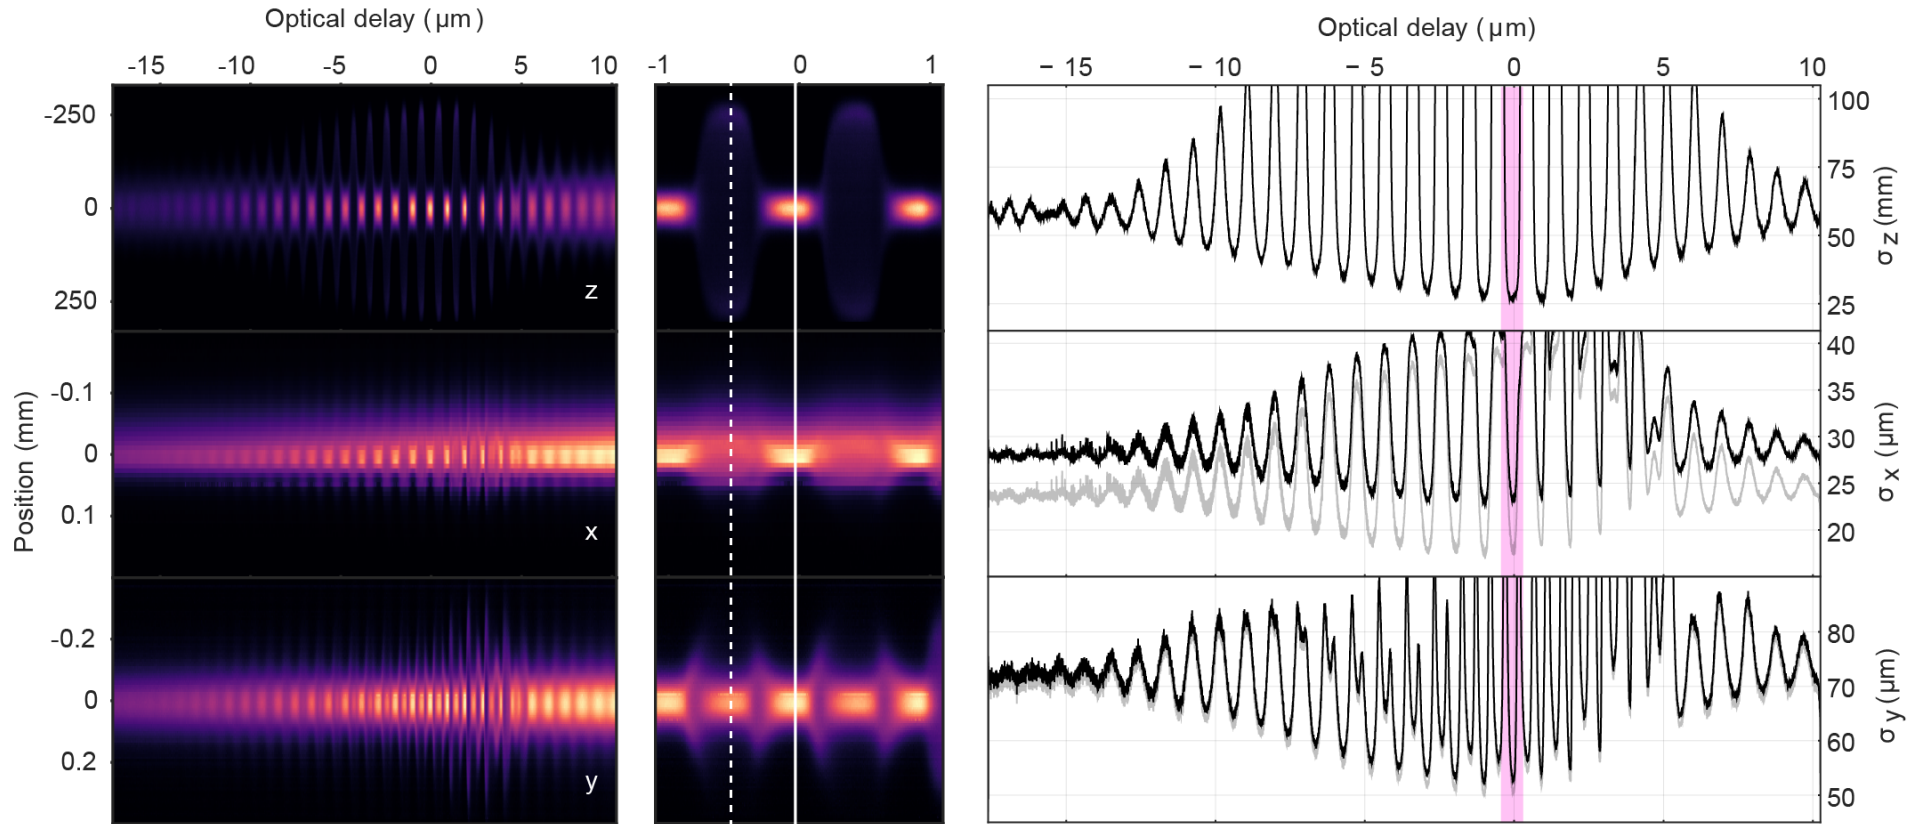 Optical delay (µm)
-15 -10 -5 0 5 10
-1 0 1
Optical delay (µm)
− 15 − 10 − 5 0 5 10
Position (mm)
-250
0
250
z
-0.1
0
0.1
x
-0.2
0
0.2
y
100
75
50
25
σ z (mm)
40
35
30
25
20
σ x (µm)
80
70
60
50
σ y (µm)